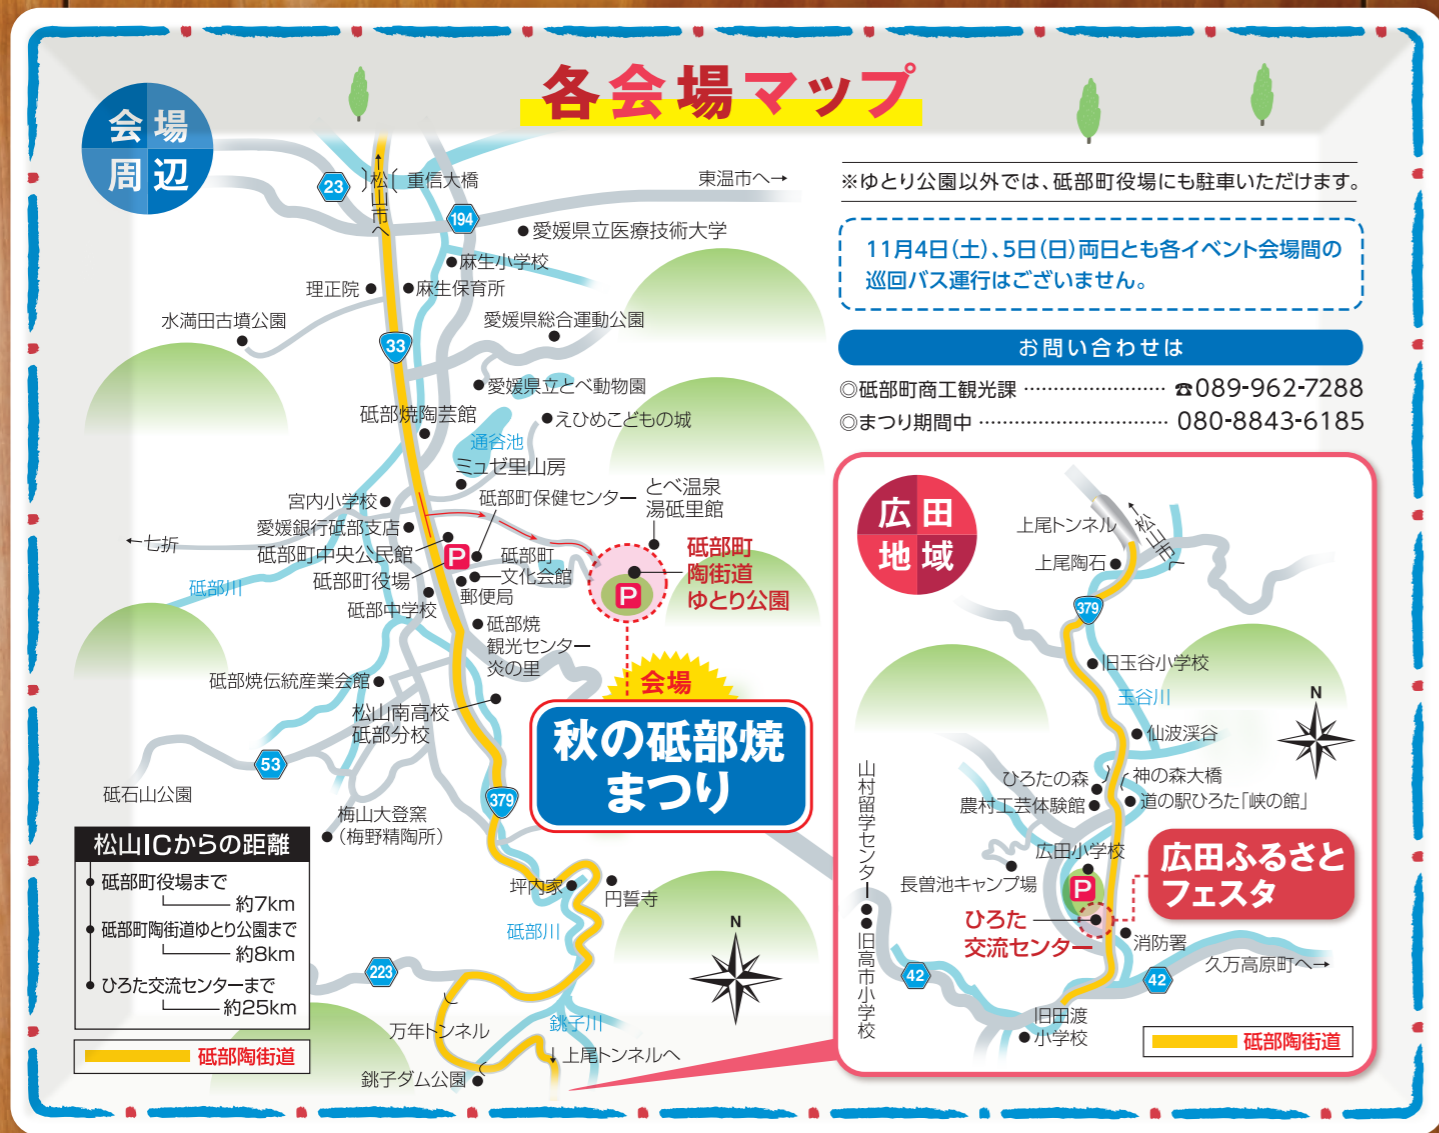 各会場マップ
会場
周辺
※ゆとり公園以外では、砥部町役場にも駐車いただけます。
11月4日(土)、5日(日)両日とも各イベント会場間の
巡回バス運行はございません。
お問い合わせは
◎砥部町商工観光課 …………………… ☎089-962-7288
◎まつり期間中 ………………………… 080-8843-6185
23
←松山市へ
重信大橋
東温市へ→
194
愛媛県立医療技術大学
麻生小学校
理正院
麻生保育所
水満田古墳公園
愛媛県総合運動公園
33
愛媛県立とべ動物園
砥部焼陶芸館
えひめこどもの城
通谷池
ミュゼ里山房
宮内小学校
砥部町保健センター
とべ温泉
湯砥里館
愛媛銀行砥部支店
←七折
砥部町中央公民館
P
砥部町
文化会館
砥部町
陶街道
ゆとり公園
P
砥部川
砥部町役場
郵便局
砥部中学校
砥部焼
観光センター
炎の里
砥部焼伝統産業会館
会場
秋の砥部焼
まつり
松山南高校
砥部分校
53
砥石山公園
379
梅山大登窯
(梅野精陶所)
松山ICからの距離
砥部町役場まで
約7km
砥部町陶街道ゆとり公園まで
約8km
ひろた交流センターまで
約25km
砥部陶街道
坪内家
円誓寺
砥部川
223
N
万年トンネル
銚子川
↓上尾トンネルへ
銚子ダム公園
広田
地域
上尾トンネル
←松山市へ
上尾陶石
379
旧玉谷小学校
玉谷川
N
仙波渓谷
ひろたの森
神の森大橋
農村工芸体験館
道の駅ひろた「峡の館」
山村留学センター
旧高市小学校
広田小学校
長曽池キャンプ場
P
広田ふるさと
フェスタ
ひろた
交流センター
消防署
久万高原町へ→
42
42
旧田渡
小学校
砥部陶街道